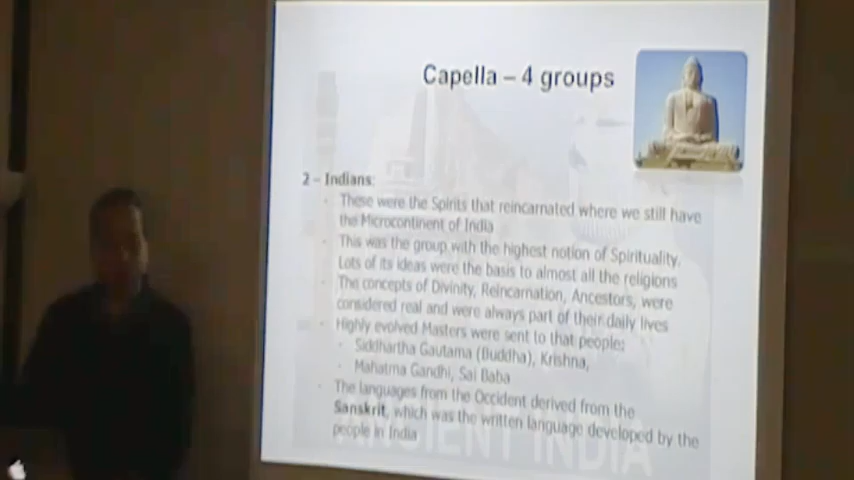 Capella – 4 groups
2 – Indians:
These were the Spirits that reincarnated where we still have
the Microcontinent of India
This was the group with the highest notion of Spirituality.
Lots of its ideas were the basis to almost all the religions
The concepts of Divinity, Reincarnation, Ancestors, were
considered real and were always part of their daily lives
Highly evolved Masters were sent to that people:
Siddhartha Gautama (Buddha), Krishna,
Mahatma Gandhi, Sai Baba
The languages from the Occident derived from the
Sanskrit, which was the written language developed by the
people in India
ANCIENT INDIA